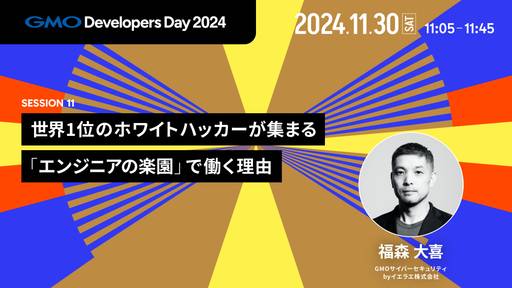 GMO Developers Day 2024
2024.11.30 SAT 11:05–11:45
SESSION 11
世界1位のホワイトハッカーが集まる
「エンジニアの楽園」で働く理由
福森 大喜
GMOサイバーセキュリティ
byイエラエ株式会社